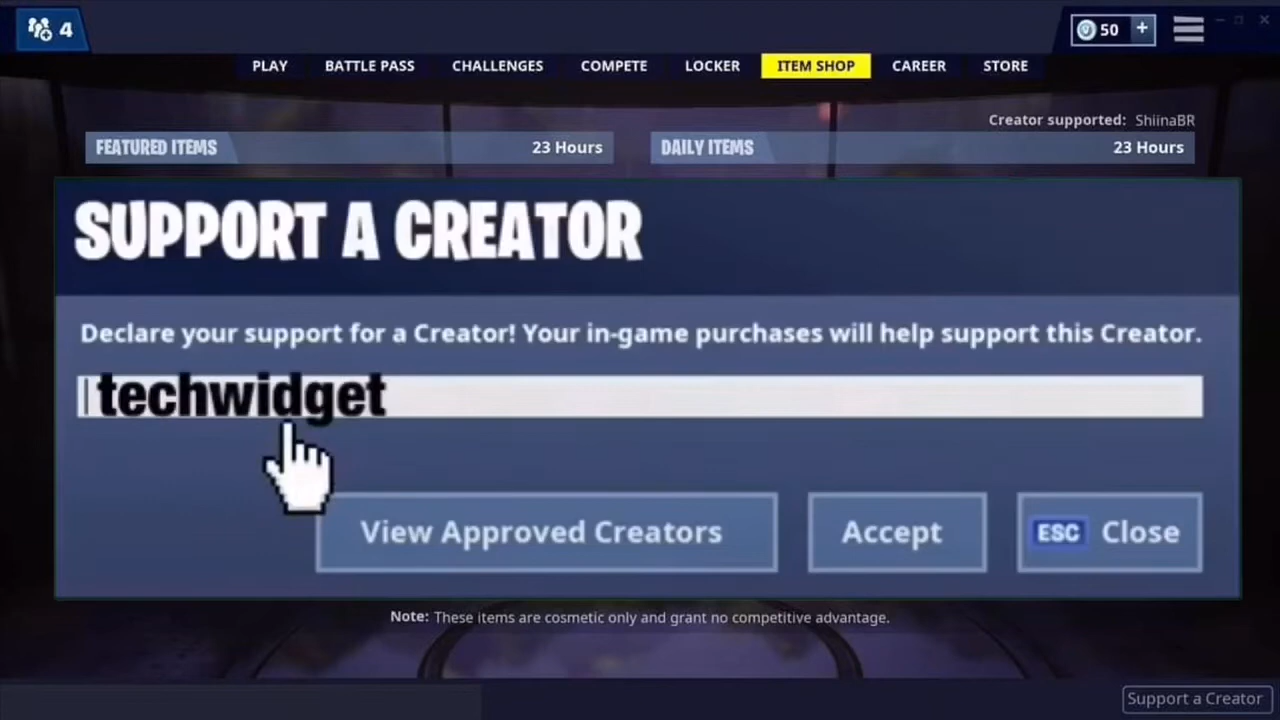 4
50 +
PLAY BATTLE PASS CHALLENGES COMPETE LOCKER ITEM SHOP CAREER STORE
Creator supported: ShiinaBR
FEATURED ITEMS 23 Hours
DAILY ITEMS 23 Hours
SUPPORT A CREATOR
Declare your support for a Creator! Your in-game purchases will help support this Creator.
techwidget
View Approved Creators
Accept
ESC Close
Note: These items are cosmetic only and grant no competitive advantage.
Support a Creator